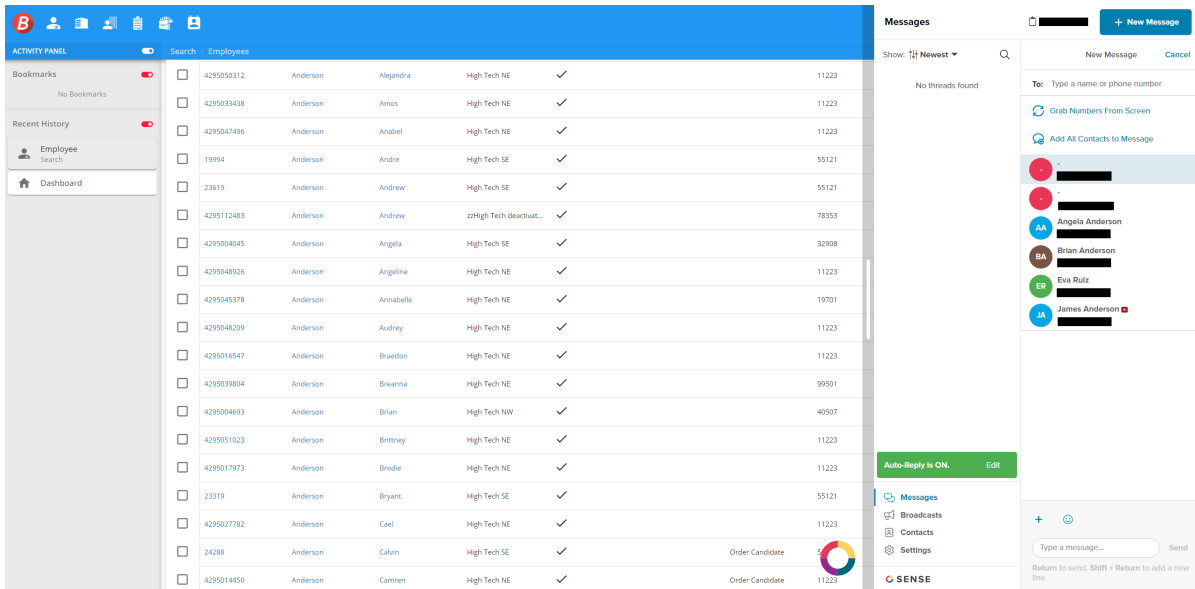 B
ACTIVITY PANEL
Bookmarks
No Bookmarks
Recent History
Employee
Search
Dashboard
Search / Employees
4295050312 Anderson Alejandra High Tech NE 11223
4295033438 Anderson Amos High Tech NE 11223
4295047496 Anderson Anabel High Tech NE 11223
19994 Anderson Andre High Tech SE 55121
23619 Anderson Andrew High Tech SE 55121
4295112483 Anderson Andrew zzHigh Tech deactivat... 78353
4295004045 Anderson Angela High Tech SE 32908
4295048926 Anderson Angeline High Tech NE 11223
4295045378 Anderson Annabelle High Tech NE 19701
4295048209 Anderson Audrey High Tech NE 11223
4295016547 Anderson Braedon High Tech NE 11223
4295039804 Anderson Breanna High Tech NE 99501
4295004693 Anderson Brian High Tech NW 40507
4295051023 Anderson Brittney High Tech NE 11223
4295017973 Anderson Brodie High Tech NE 11223
23319 Anderson Bryant High Tech SE 55121
4295027782 Anderson Cael High Tech NE 11223
24288 Anderson Calvin High Tech SE Order Candidate
4295014450 Anderson Camren High Tech NE Order Candidate 11223
Messages
+ New Message
Show: Newest
No threads found
Auto-Reply is ON. Edit
Messages
Broadcasts
Contacts
Settings
SENSE
New Message Cancel
To: Type a name or phone number
Grab Numbers From Screen
Add All Contacts to Message
- -
- -
AA Angela Anderson
BA Brian Anderson
ER Eva Ruiz
JA James Anderson
+
Type a message... Send
Return to send. Shift + Return to add a new
line.